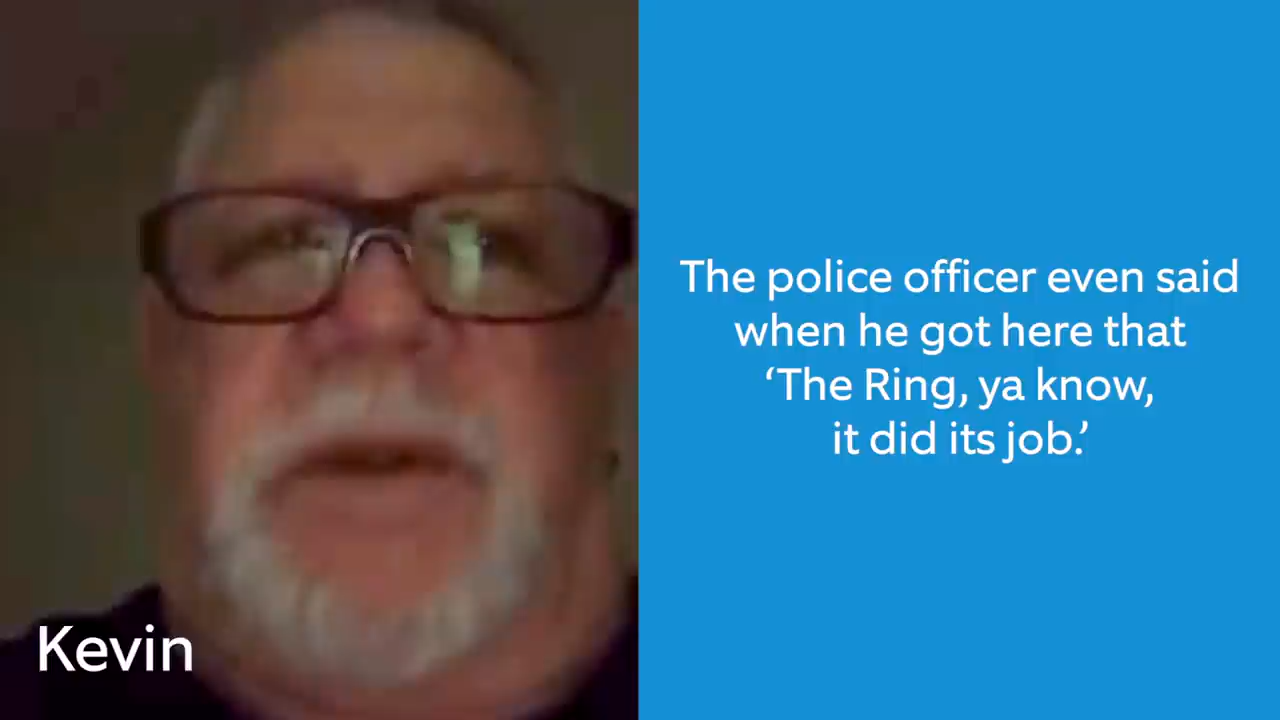 The police officer even said
when he got here that
‘The Ring, ya know,
it did its job.’
Kevin